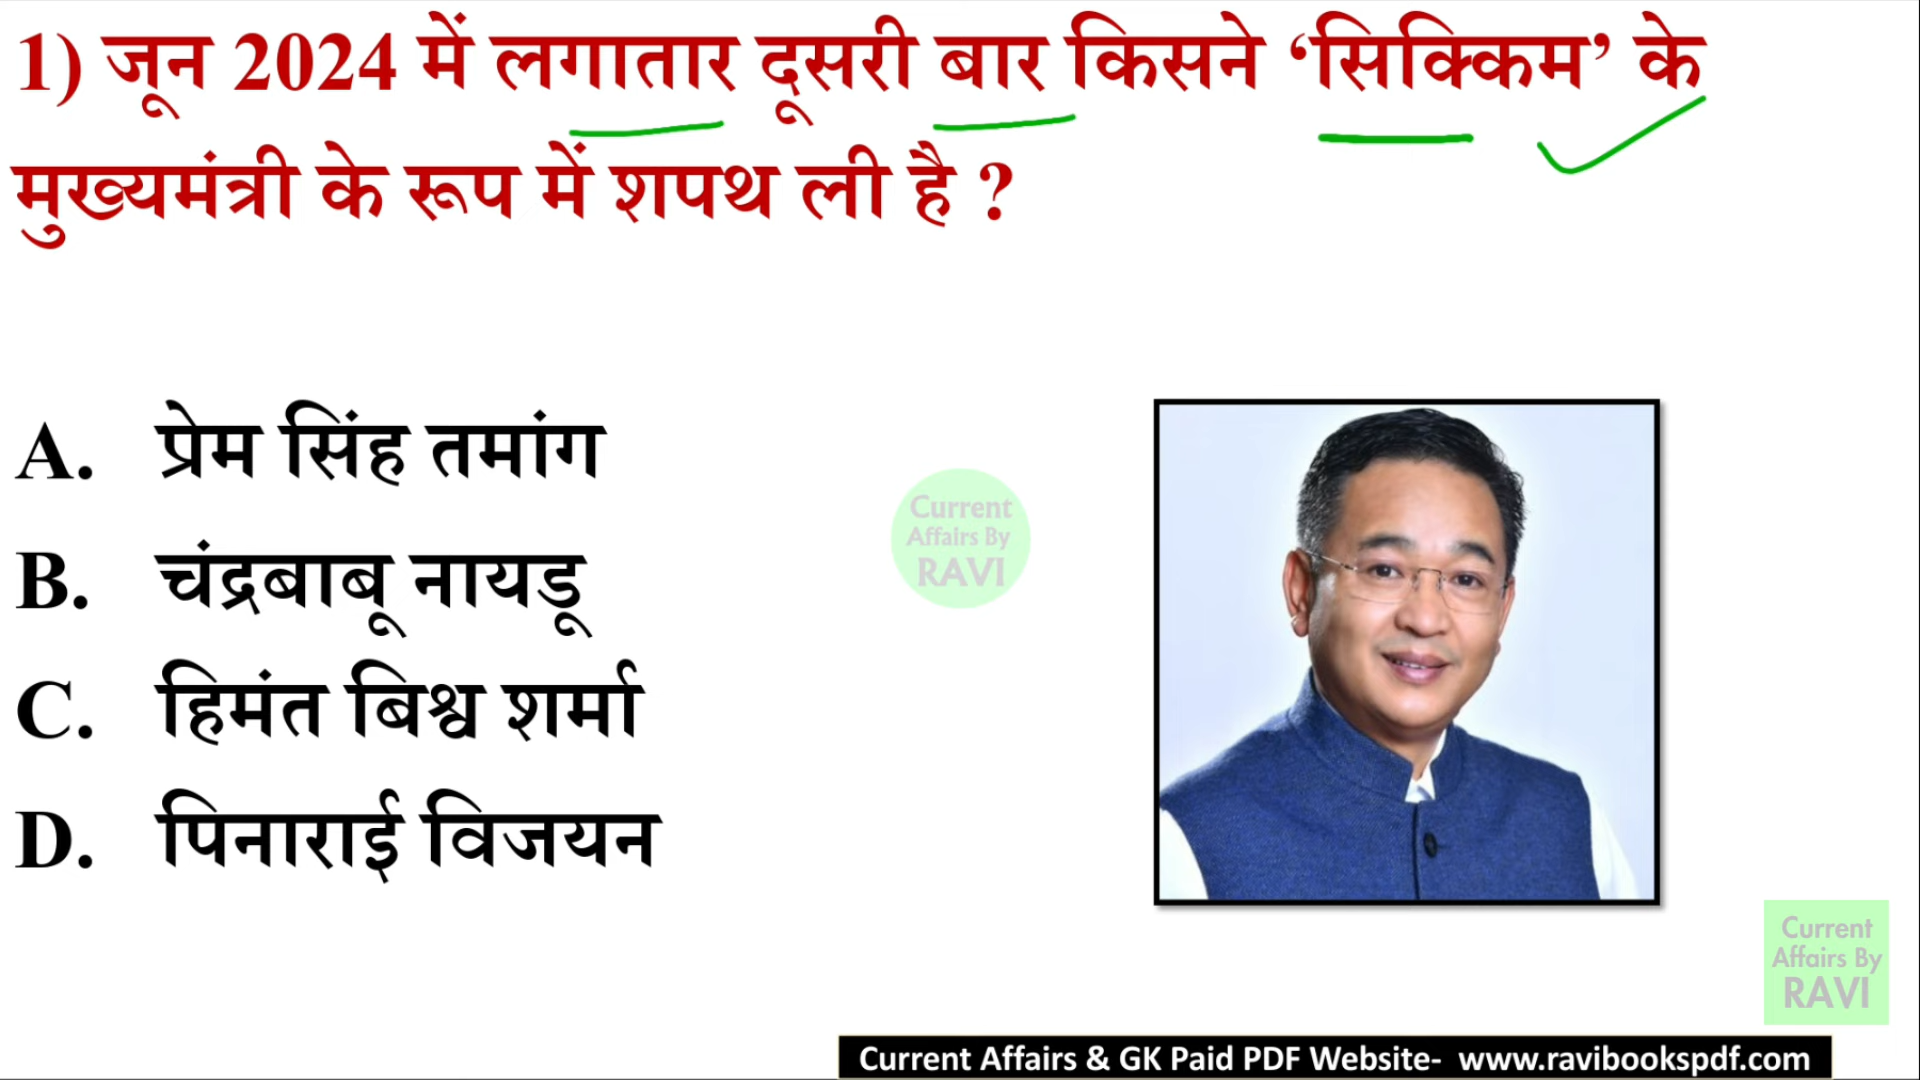 1) जून 2024 में लगातार दूसरी बार किसने ‘सिक्किम’ के
मुख्यमंत्री के रूप में शपथ ली है ?
A. प्रेम सिंह तमांग
B. चंद्रबाबू नायडू
C. हिमंत बिश्व शर्मा
D. पिनाराई विजयन
Current
Affairs By
RAVI
Current
Affairs By
RAVI
Current Affairs & GK Paid PDF Website- www.ravibookspdf.com